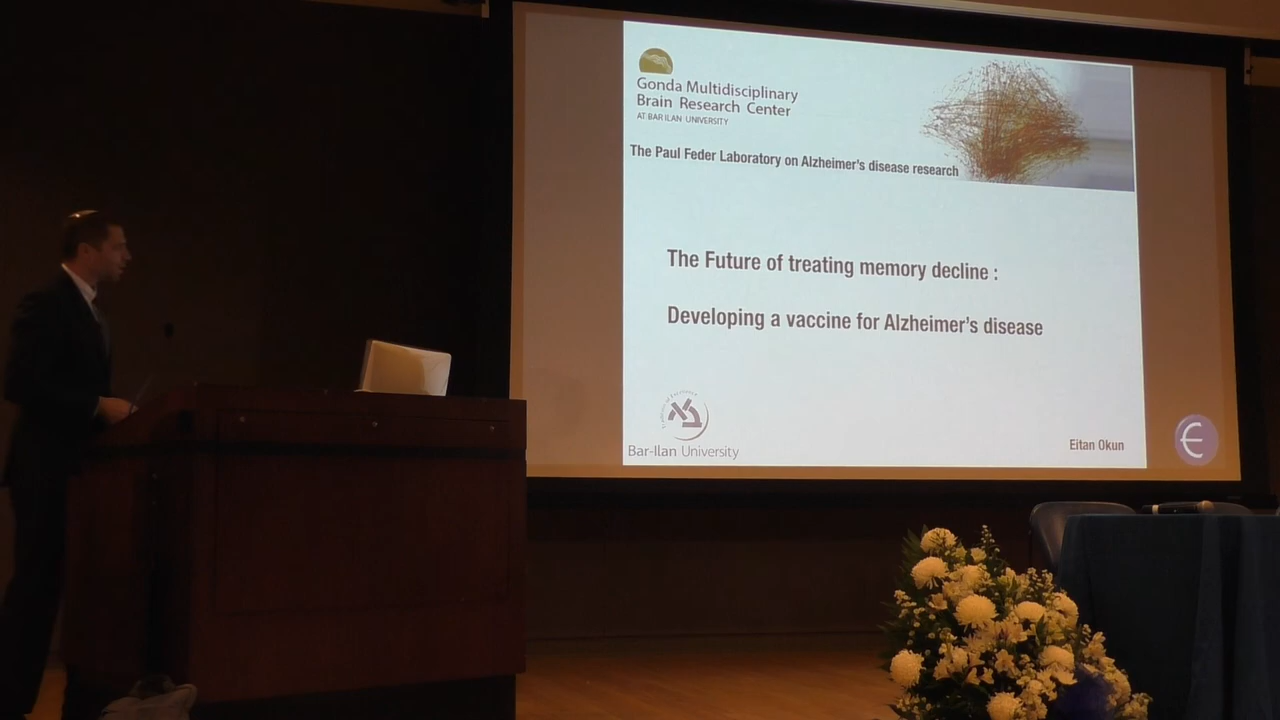 Gonda Multidisciplinary
Brain Research Center
AT BAR ILAN UNIVERSITY
The Paul Feder Laboratory on Alzheimer's disease research
The Future of treating memory decline :
Developing a vaccine for Alzheimer's disease
Bar-Ilan University
Eitan Okun